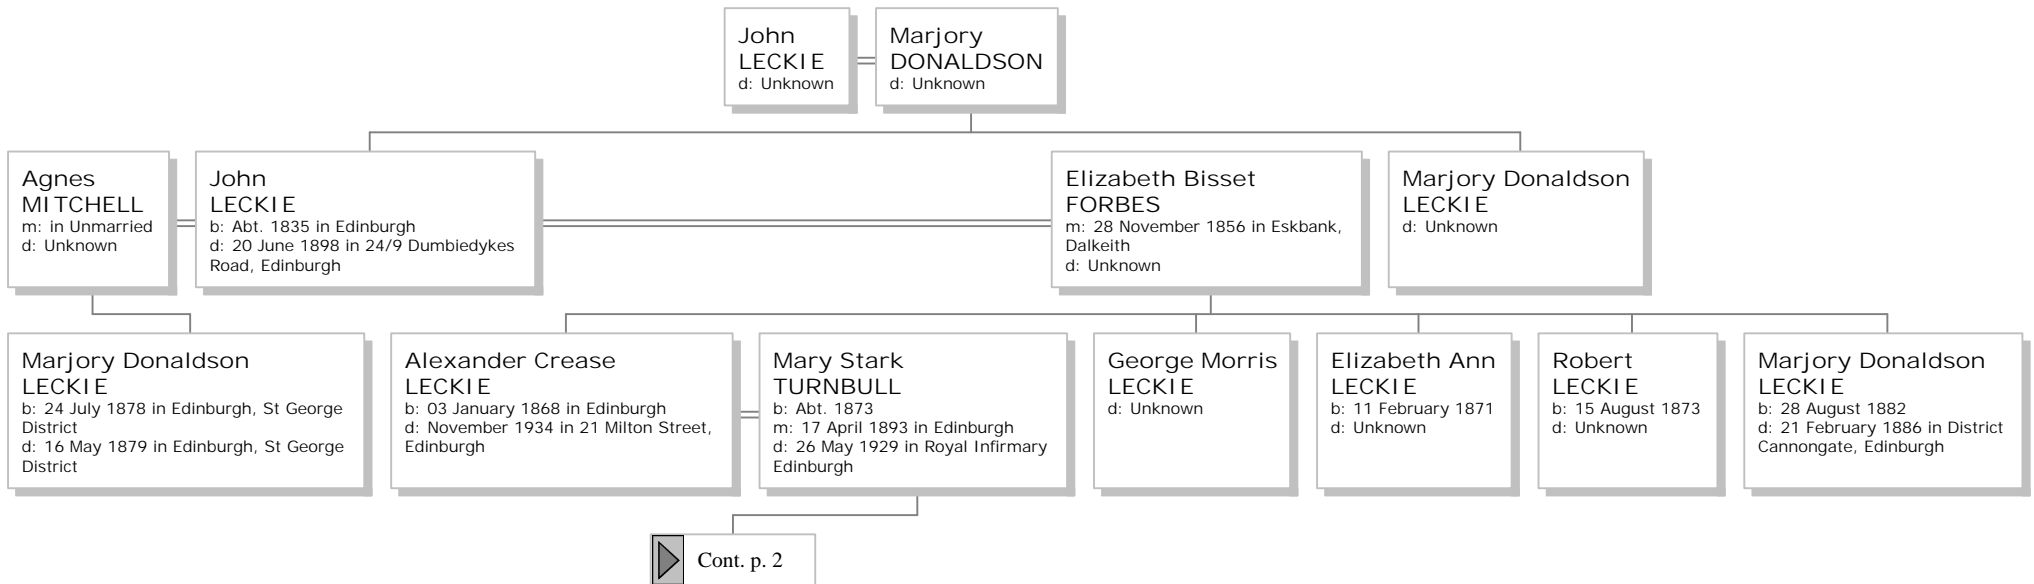 John
LECKIE
d: Unknown
Marjory
DONALDSON
d: Unknown
Agnes
MITCHELL
m: in Unmarried
d: Unknown
John
LECKIE
b: Abt. 1835 in Edinburgh
d: 20 June 1898 in 24/9 Dumbiedykes
Road, Edinburgh
Elizabeth Bisset
FORBES
m: 28 November 1856 in Eskbank,
Dalkeith
d: Unknown
Marjory Donaldson
LECKIE
d: Unknown
Marjory Donaldson
LECKIE
b: 24 July 1878 in Edinburgh, St George
District
d: 16 May 1879 in Edinburgh, St George
District
Alexander Crease
LECKIE
b: 03 January 1868 in Edinburgh
d: November 1934 in 21 Milton Street,
Edinburgh
Mary Stark
TURNBULL
b: Abt. 1873
m: 17 April 1893 in Edinburgh
d: 26 May 1929 in Royal Infirmary
Edinburgh
George Morris
LECKIE
d: Unknown
Elizabeth Ann
LECKIE
b: 11 February 1871
d: Unknown
Robert
LECKIE
b: 15 August 1873
d: Unknown
Marjory Donaldson
LECKIE
b: 28 August 1882
d: 21 February 1886 in District
Cannongate, Edinburgh
Cont. p. 2